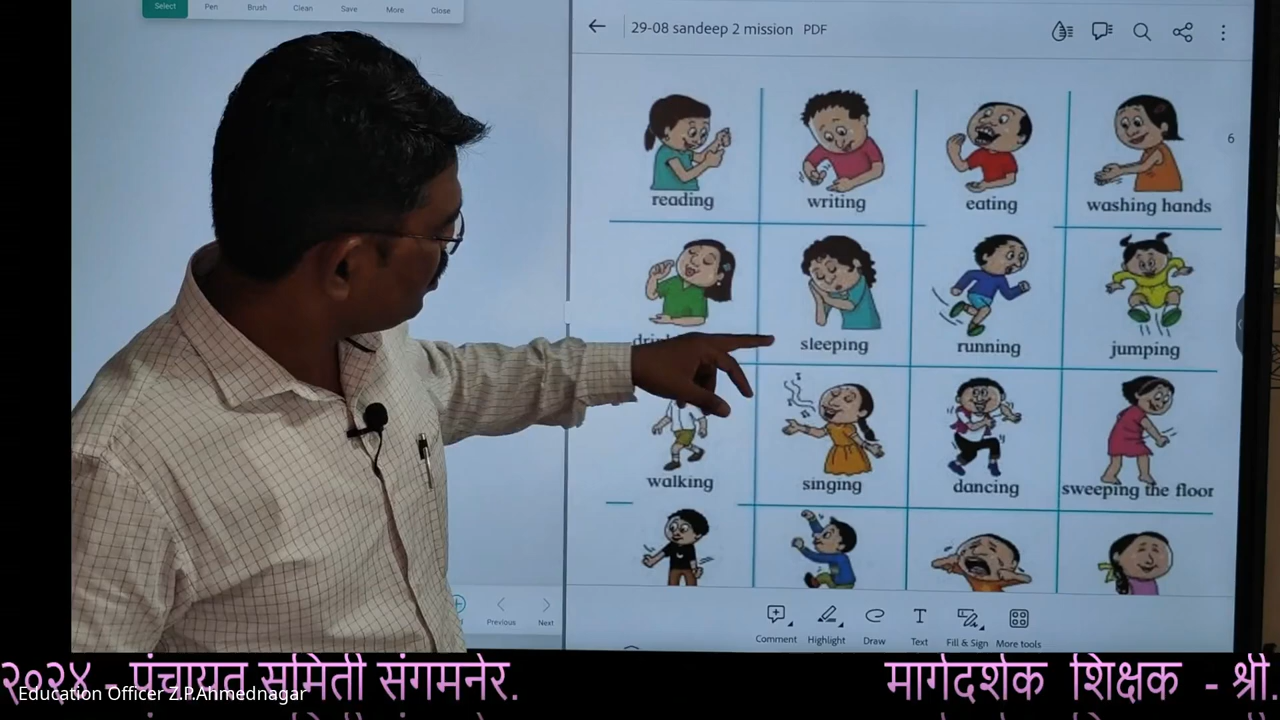 Select Pen Brush Clean Save More Close
29-08 sandeep 2 mission PDF
6
reading writing eating washing hands
sleeping running jumping
walking singing dancing sweeping the floor
Previous Next
Comment Highlight Draw Text Fill & Sign More tools
२०२४ - पंचायत समिती संगमनेर. मार्गदर्शक शिक्षक - श्री.
Education Officer Z.P.Ahmednagar